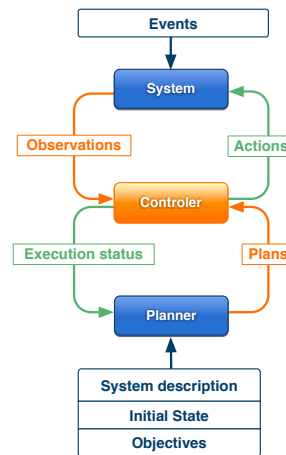 Events
System
Observations
Actions
Controler
Execution status
Plans
Planner
System description
Initial State
Objectives